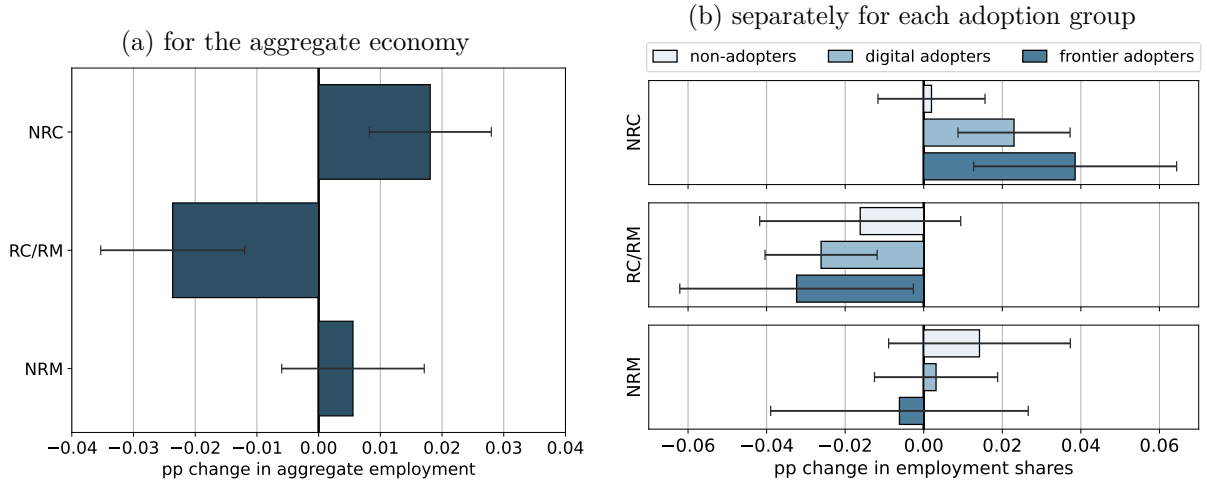 (a) for the aggregate economy
NRC
RC/RM
NRM
−0.04 −0.03 −0.02 −0.01 0.00 0.01 0.02 0.03 0.04
pp change in aggregate employment
(b) separately for each adoption group
non-adopters digital adopters frontier adopters
NRC
RC/RM
NRM
−0.06 −0.04 −0.02 0.00 0.02 0.04 0.06
pp change in employment shares